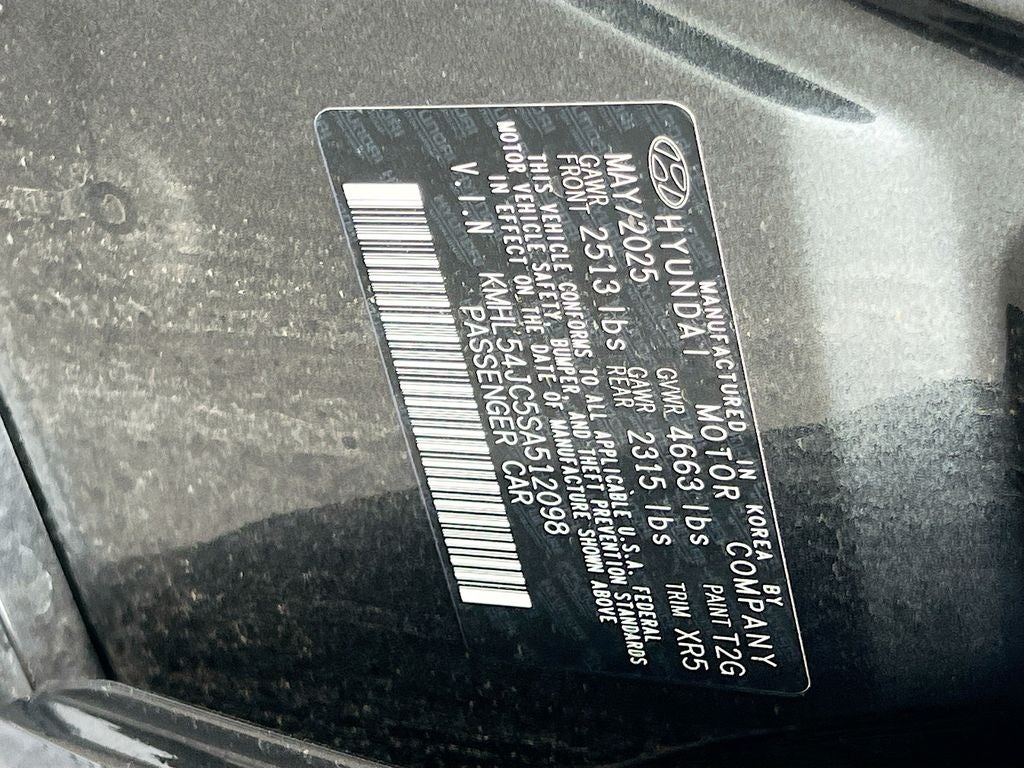 MANUFACTURED IN KOREA BY
HYUNDAI MOTOR COMPANY
MAY/2025 GVWR 4663 lbs PAINT T2G
GAWR FRONT 2513 lbs GAWR REAR 2315 lbs TRIM XR5
THIS VEHICLE CONFORMS TO ALL APPLICABLE U.S.A. FEDERAL
MOTOR VEHICLE SAFETY, BUMPER, AND THEFT PREVENTION STANDARDS
IN EFFECT ON THE DATE OF MANUFACTURE SHOWN ABOVE
V.I.N KMHL54JC5SA512098
PASSENGER CAR